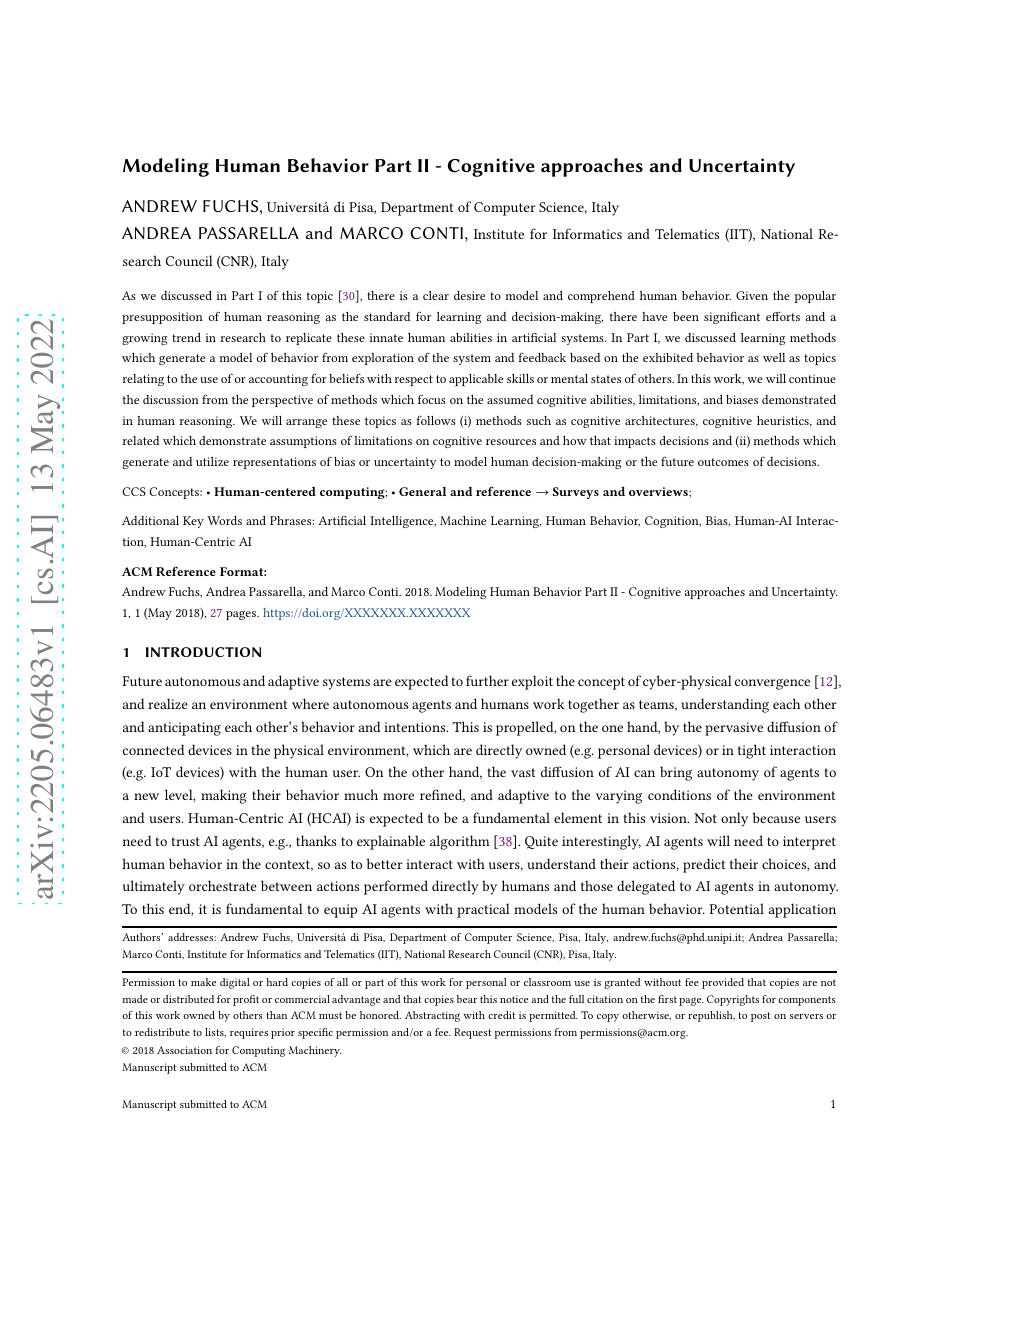 Modeling Human Behavior Part II - Cognitive approaches and Uncertainty
ANDREW FUCHS, Universitá di Pisa, Department of Computer Science, Italy
ANDREA PASSARELLA and MARCO CONTI, Institute for Informatics and Telematics (IIT), National Re-
search Council (CNR), Italy
As we discussed in Part I of this topic [30], there is a clear desire to model and comprehend human behavior. Given the popular
presupposition of human reasoning as the standard for learning and decision-making, there have been significant efforts and a
growing trend in research to replicate these innate human abilities in artificial systems. In Part I, we discussed learning methods
which generate a model of behavior from exploration of the system and feedback based on the exhibited behavior as well as topics
relating to the use of or accounting for beliefs with respect to applicable skills or mental states of others. In this work, we will continue
the discussion from the perspective of methods which focus on the assumed cognitive abilities, limitations, and biases demonstrated
in human reasoning. We will arrange these topics as follows (i) methods such as cognitive architectures, cognitive heuristics, and
related which demonstrate assumptions of limitations on cognitive resources and how that impacts decisions and (ii) methods which
generate and utilize representations of bias or uncertainty to model human decision-making or the future outcomes of decisions.
CCS Concepts: • Human-centered computing; • General and reference → Surveys and overviews;
Additional Key Words and Phrases: Artificial Intelligence, Machine Learning, Human Behavior, Cognition, Bias, Human-AI Interac-
tion, Human-Centric AI
ACM Reference Format:
Andrew Fuchs, Andrea Passarella, and Marco Conti. 2018. Modeling Human Behavior Part II - Cognitive approaches and Uncertainty.
1, 1 (May 2018), 27 pages. https://doi.org/XXXXXXX.XXXXXXX
1 INTRODUCTION
Future autonomous and adaptive systems are expected to further exploit the concept of cyber-physical convergence [12],
and realize an environment where autonomous agents and humans work together as teams, understanding each other
and anticipating each other's behavior and intentions. This is propelled, on the one hand, by the pervasive diffusion of
connected devices in the physical environment, which are directly owned (e.g. personal devices) or in tight interaction
(e.g. IoT devices) with the human user. On the other hand, the vast diffusion of AI can bring autonomy of agents to
a new level, making their behavior much more refined, and adaptive to the varying conditions of the environment
and users. Human-Centric AI (HCAI) is expected to be a fundamental element in this vision. Not only because users
need to trust AI agents, e.g., thanks to explainable algorithm [38]. Quite interestingly, AI agents will need to interpret
human behavior in the context, so as to better interact with users, understand their actions, predict their choices, and
ultimately orchestrate between actions performed directly by humans and those delegated to AI agents in autonomy.
To this end, it is fundamental to equip AI agents with practical models of the human behavior. Potential application
Authors' addresses: Andrew Fuchs, Universitá di Pisa, Department of Computer Science, Pisa, Italy, andrew.fuchs@phd.unipi.it; Andrea Passarella;
Marco Conti, Institute for Informatics and Telematics (IIT), National Research Council (CNR), Pisa, Italy.
Permission to make digital or hard copies of all or part of this work for personal or classroom use is granted without fee provided that copies are not
made or distributed for profit or commercial advantage and that copies bear this notice and the full citation on the first page. Copyrights for components
of this work owned by others than ACM must be honored. Abstracting with credit is permitted. To copy otherwise, or republish, to post on servers or
to redistribute to lists, requires prior specific permission and/or a fee. Request permissions from permissions@acm.org.
© 2018 Association for Computing Machinery.
Manuscript submitted to ACM
Manuscript submitted to ACM 1
arXiv:2205.06483v1 [cs.AI] 13 May 2022